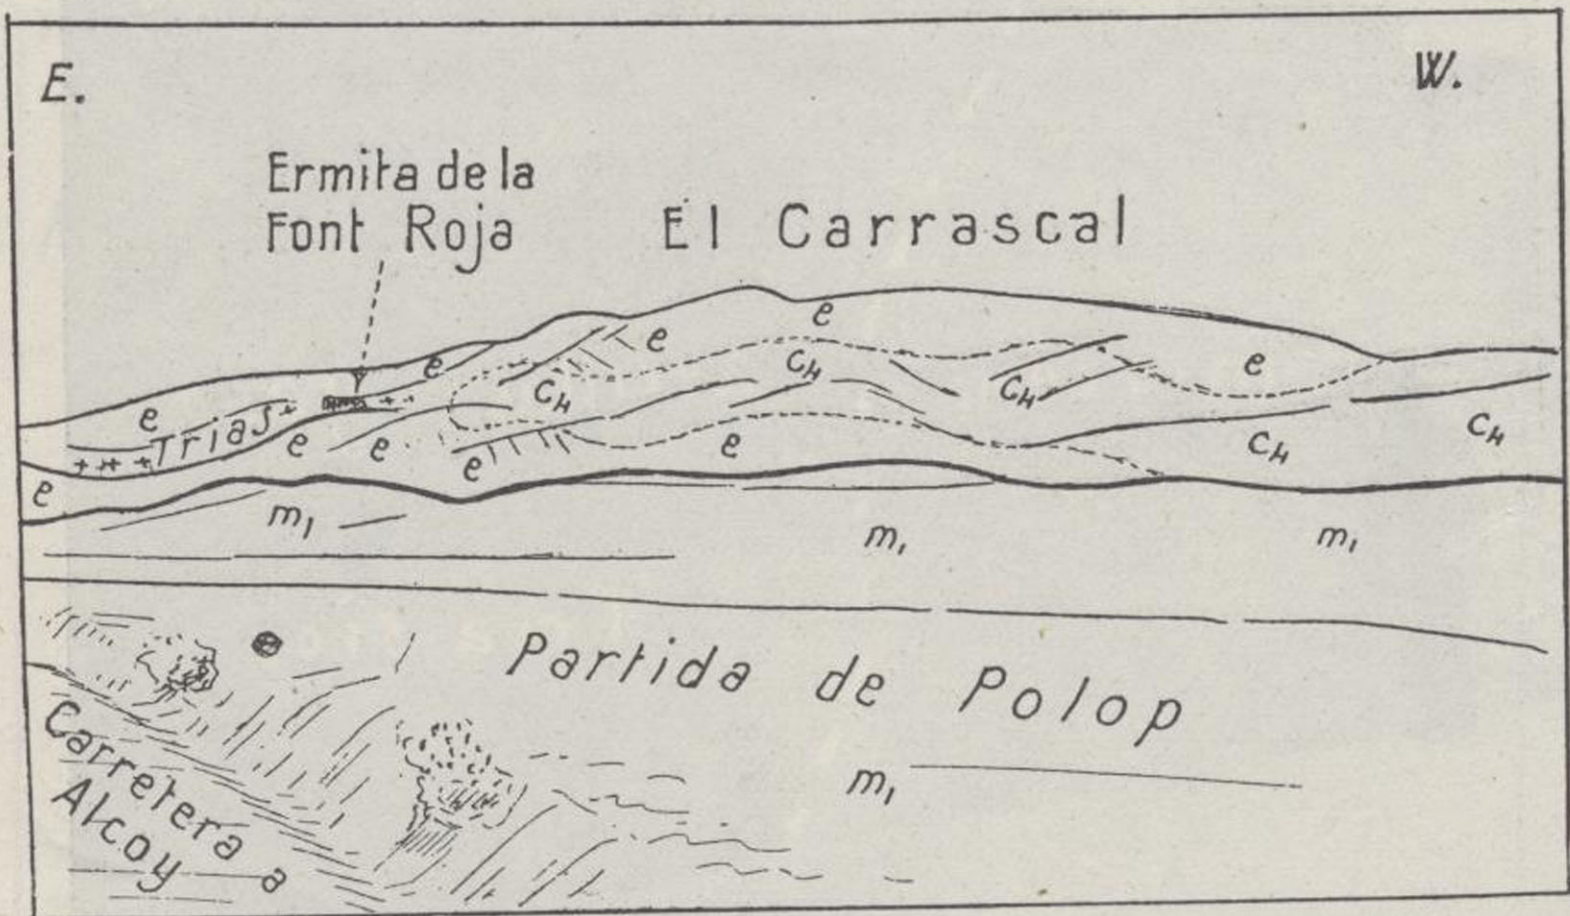 E.
W.
Ermita de la
Font Roja
El Carrascal
e
e
e
e
e
C₄
C₄
C₄
e
Trias
e
e
e
e
C₄
C₄
e
m₁
m₁
m₁
Partida de Polop
m₁
Carretera a
Alcoy